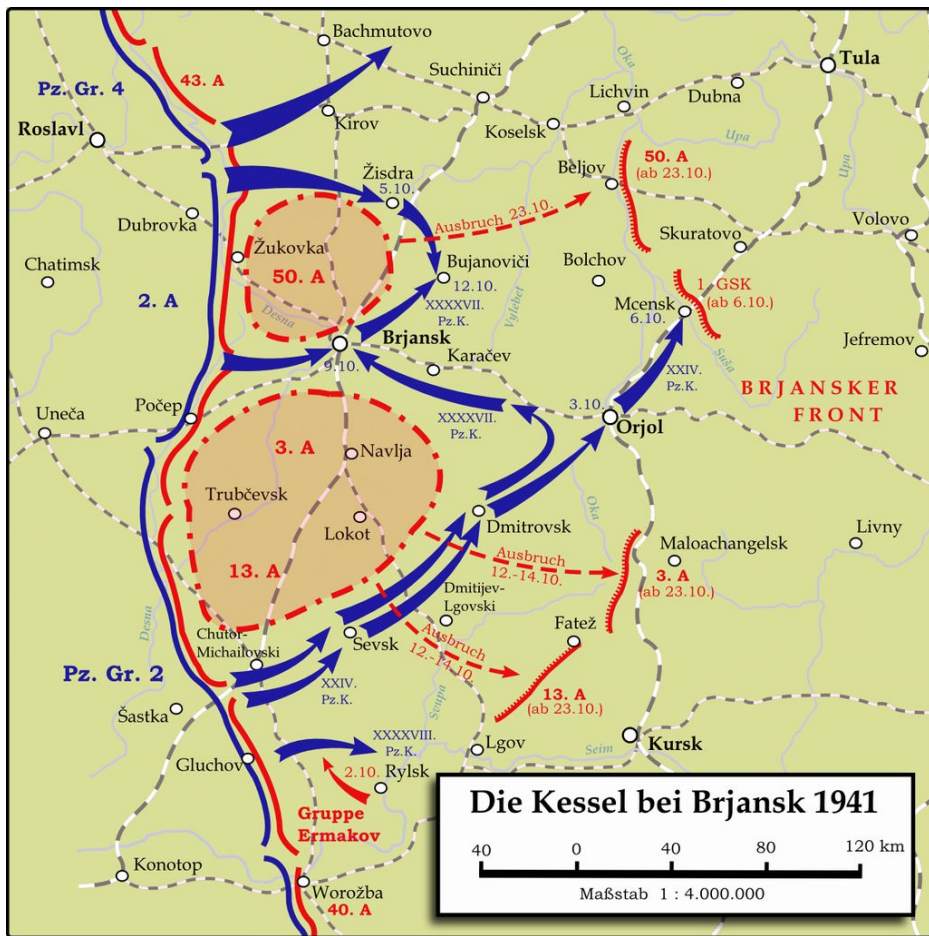 Bachmutovo
43. A
Pz. Gr. 4
Suchiniči
Oka
Tula
Lichvin
Dubna
Kirov
Koselsk
Roslavl
Upa
Upa
Žisdra
5.10.
Beljov
50. A
(ab 23.10.)
Dubrovka
Ausbruch 23.10.
Volovo
Skuratovo
Žukovka
Chatimsk
50. A
Bujanoviči
12.10.
Bolchov
1. GSK
(ab 6.10.)
2. A
Desna
XXXXVII.
Pz.K.
Vylebet
Mcensk
6.10.
Brjansk
9.10.
Karačev
Suša
Jefremov
XXIV.
Pz.K.
BRJANSKER
FRONT
3.10.
Orjol
Počep
Uneča
XXXXVII.
Pz.K.
3. A
Navlja
Trubčevsk
Lokot
Dmitrovsk
Oka
Livny
Maloachangelsk
Ausbruch
12.-14.10.
3. A
(ab 23.10.)
13. A
Dmitijev-
Lgovski
Desna
Chutor-
Michailovski
Sevsk
Fatež
Ausbruch
12.-14.10.
Pz. Gr. 2
XXIV.
Pz.K.
13. A
(ab 23.10.)
Šastka
Svupa
XXXXVIII.
Pz.K.
Lgov
Seim
Kursk
Gluchov
2.10.
Rylsk
Gruppe
Ermakov
Konotop
Worožba
40. A
Die Kessel bei Brjansk 1941
40 0 40 80 120 km
Maßstab 1 : 4.000.000